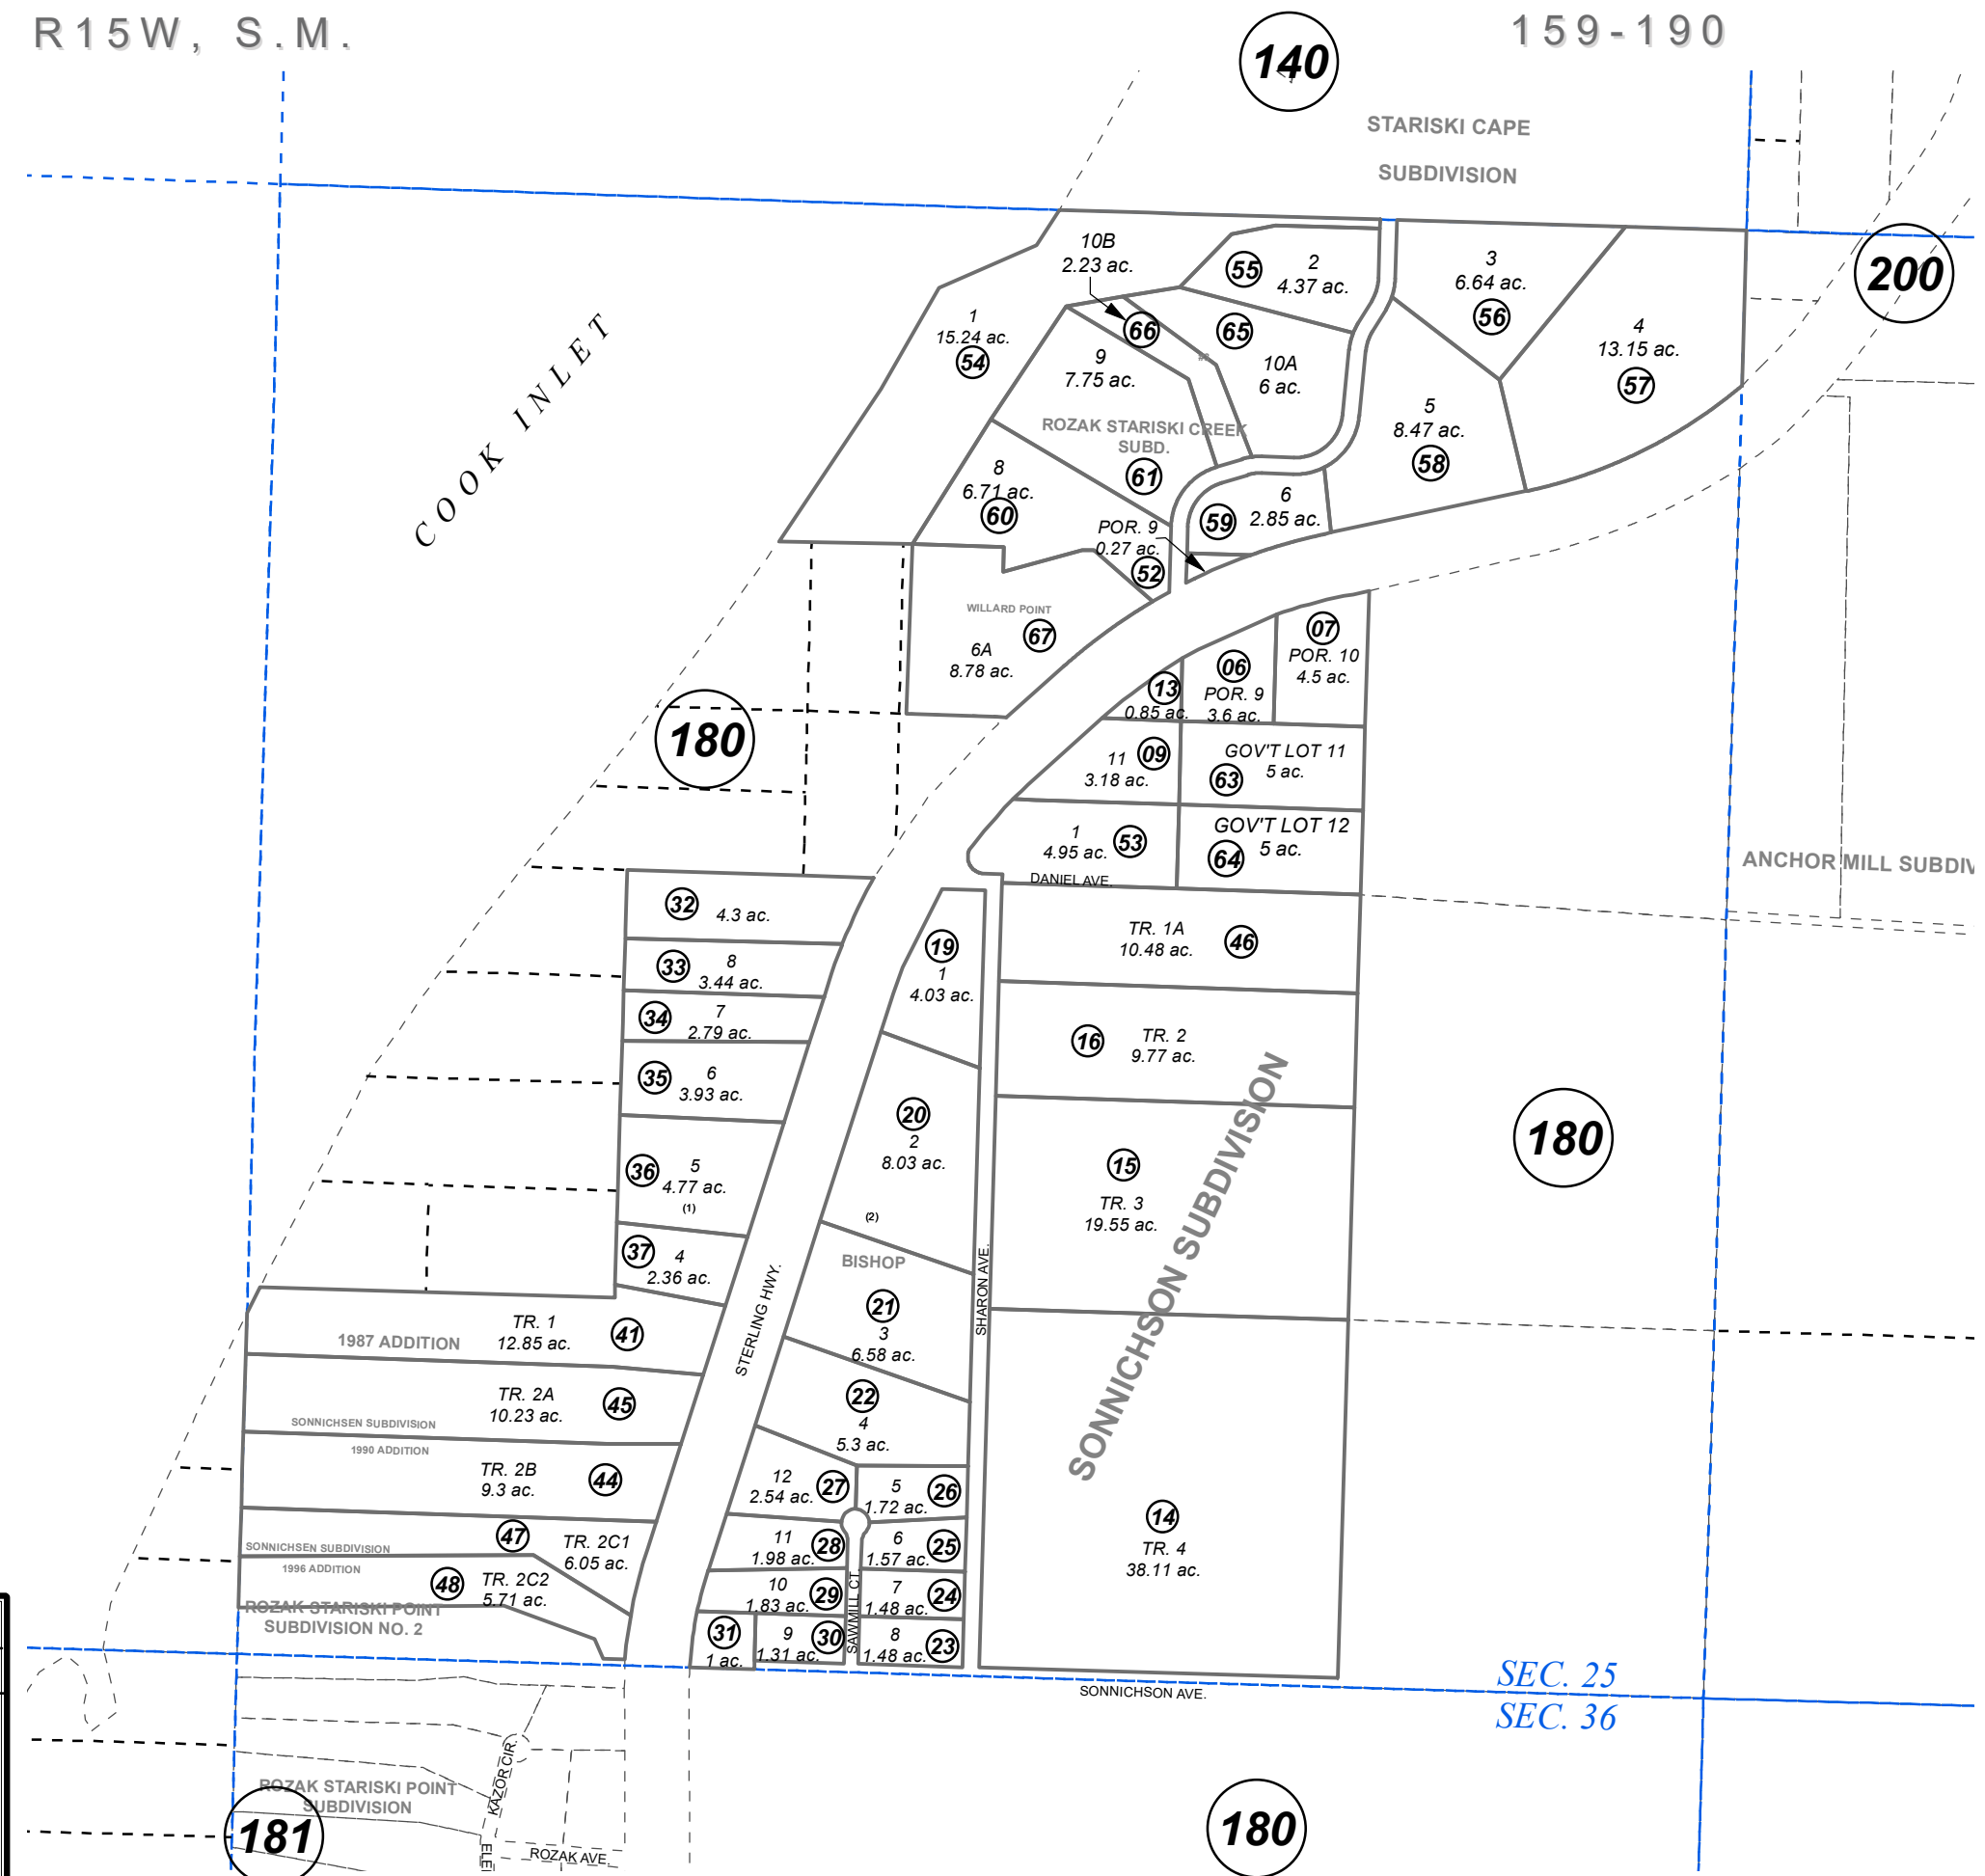 R15W, S.M.
159-190
140
STARISKI CAPE
SUBDIVISION
200
COOK INLET
10B
2.23 ac.
66
55
2
4.37 ac.
3
6.64 ac.
56
4
13.15 ac.
57
1
15.24 ac.
54
65
10A
6 ac.
9
7.75 ac.
ROZAK STARISKI CREEK
SUBD.
61
5
8.47 ac.
58
8
6.71 ac.
60
6
2.85 ac.
59
POR. 9
0.27 ac.
52
WILLARD POINT
67
6A
8.78 ac.
07
POR. 10
4.5 ac.
06
POR. 9
3.6 ac.
13
0.85 ac.
180
11
3.18 ac.
09
GOV'T LOT 11
5 ac.
63
1
4.95 ac.
53
GOV'T LOT 12
5 ac.
64
DANIEL AVE.
ANCHOR MILL SUBDIV
32
4.3 ac.
33
8
3.44 ac.
34
7
2.79 ac.
35
6
3.93 ac.
36
5
4.77 ac.
(1)
37
4
2.36 ac.
19
1
4.03 ac.
20
2
8.03 ac.
(2)
BISHOP
21
3
6.58 ac.
22
4
5.3 ac.
TR. 1A
10.48 ac.
46
16
TR. 2
9.77 ac.
15
TR. 3
19.55 ac.
SONNICHSON SUBDIVISION
180
SHARON AVE.
STERLING HWY.
TR. 1
12.85 ac.
41
1987 ADDITION
TR. 2A
10.23 ac.
45
SONNICHSEN SUBDIVISION
1990 ADDITION
TR. 2B
9.3 ac.
44
47
TR. 2C1
6.05 ac.
SONNICHSEN SUBDIVISION
1996 ADDITION
48
TR. 2C2
5.71 ac.
ROZAK STARISKI POINT
SUBDIVISION NO. 2
12
2.54 ac.
27
5
1.72 ac.
26
11
1.98 ac.
28
6
1.57 ac.
25
10
1.83 ac.
29
7
1.48 ac.
24
31
1 ac.
9
1.31 ac.
30
8
1.48 ac.
23
SAWMILL CT.
14
TR. 4
38.11 ac.
SONNICHSON AVE.
SEC. 25
SEC. 36
KAZOR CIR.
ROZAK STARISKI POINT
SUBDIVISION
181
ROZAK AVE.
180